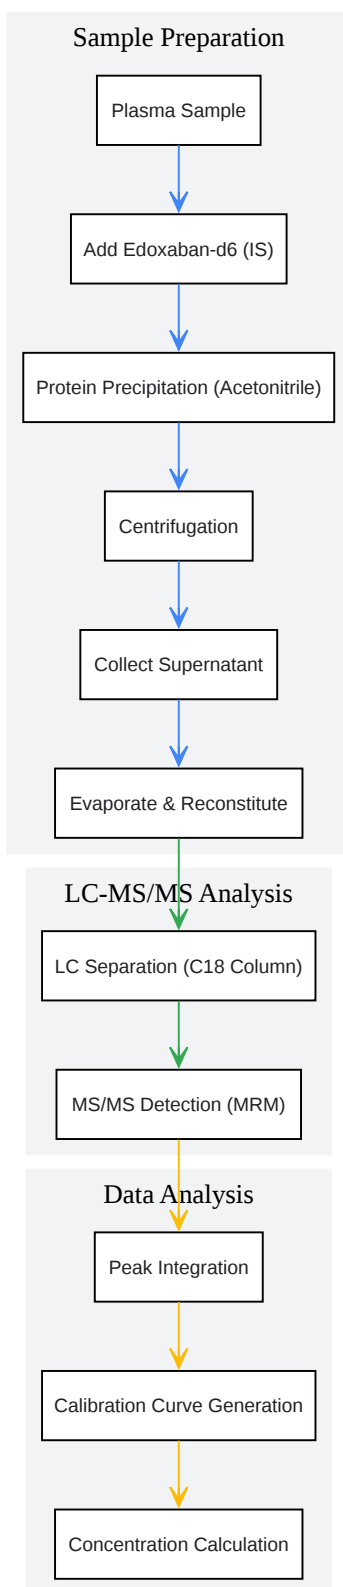 Sample Preparation
Plasma Sample
Add Edoxaban-d6 (IS)
Protein Precipitation (Acetonitrile)
Centrifugation
Collect Supernatant
Evaporate & Reconstitute
LC-MS/MS Analysis
LC Separation (C18 Column)
MS/MS Detection (MRM)
Data Analysis
Peak Integration
Calibration Curve Generation
Concentration Calculation